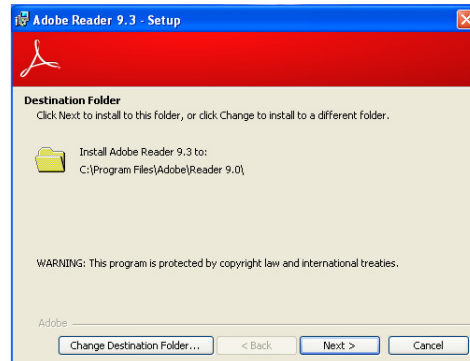 Adobe Reader 9.3 - Setup
Destination Folder
Click Next to install to this folder, or click Change to install to a different folder.
Install Adobe Reader 9.3 to:
C:\Program Files\Adobe\Reader 9.0\
WARNING: This program is protected by copyright law and international treaties.
Adobe
Change Destination Folder... < Back Next > Cancel